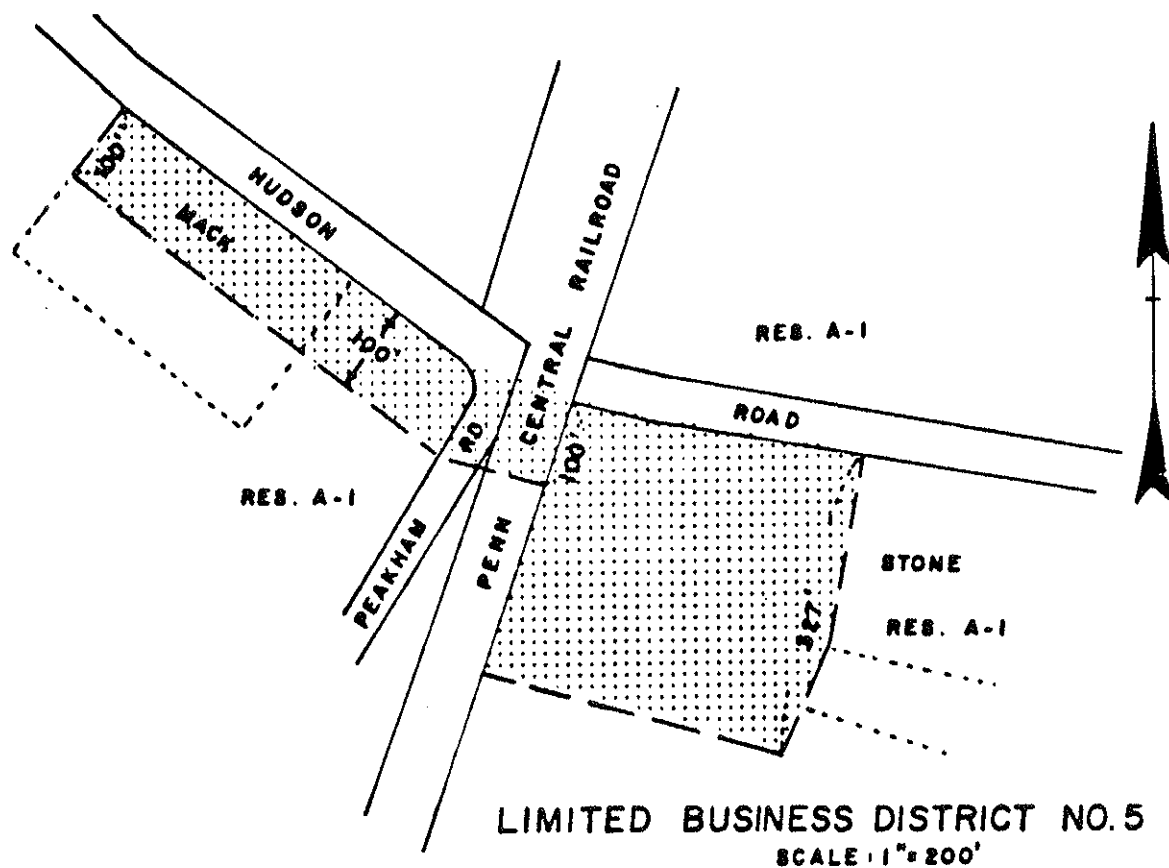 100'
HUDSON
MACK
CENTRAL RAILROAD
RES. A-1
100'
ROAD
RD
100'
RES. A-1
PENN
PEAKHAM
STONE
327'
RES. A-1
LIMITED BUSINESS DISTRICT NO. 5
SCALE: 1"=200'